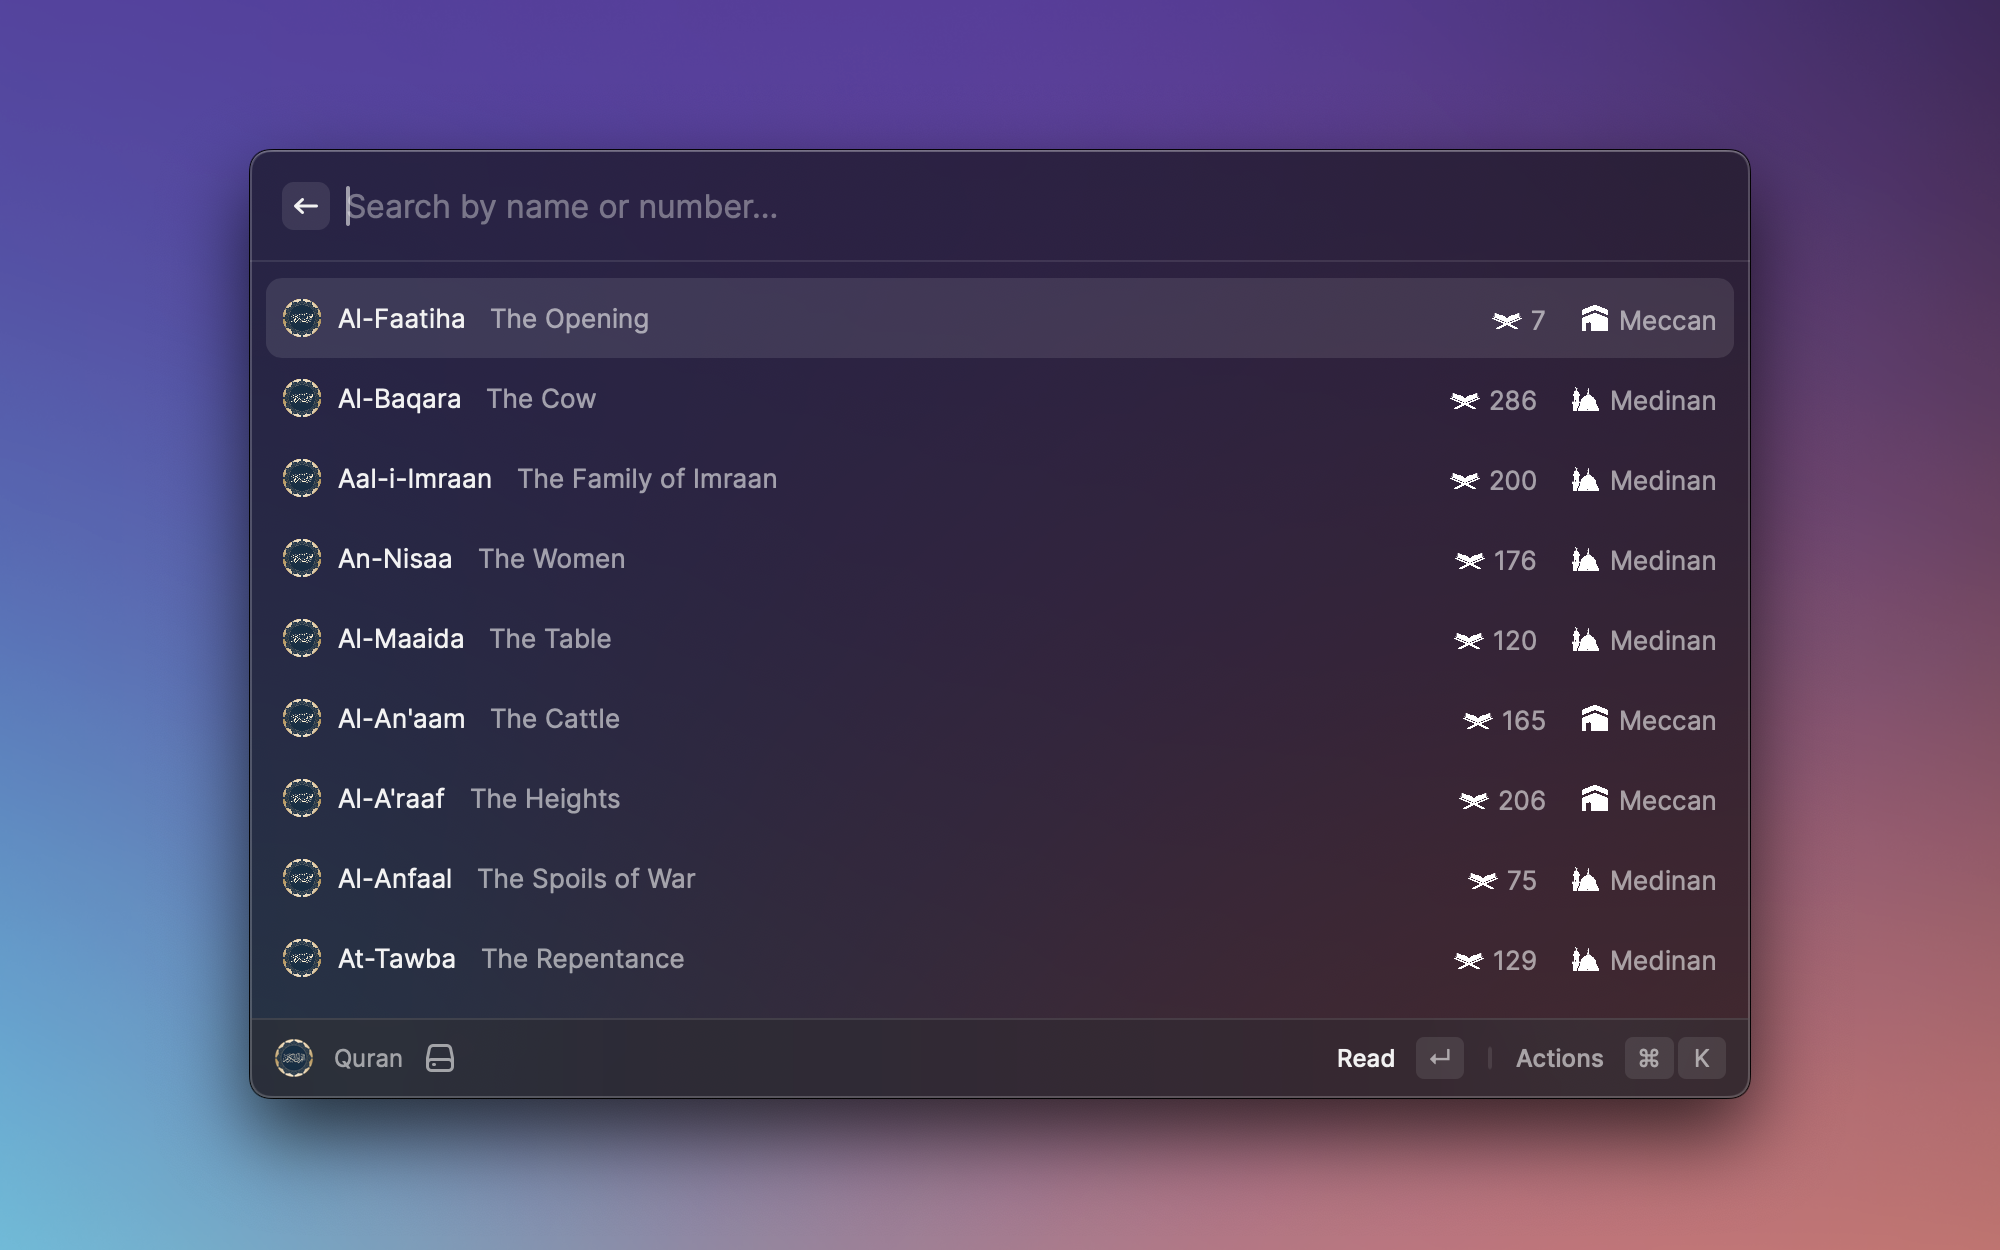 Search by name or number...
Al-Faatiha The Opening 7 Meccan
Al-Baqara The Cow 286 Medinan
Aal-i-Imraan The Family of Imraan 200 Medinan
An-Nisaa The Women 176 Medinan
Al-Maaida The Table 120 Medinan
Al-An'aam The Cattle 165 Meccan
Al-A'raaf The Heights 206 Meccan
Al-Anfaal The Spoils of War 75 Medinan
At-Tawba The Repentance 129 Medinan
Quran Read Actions ⌘ K